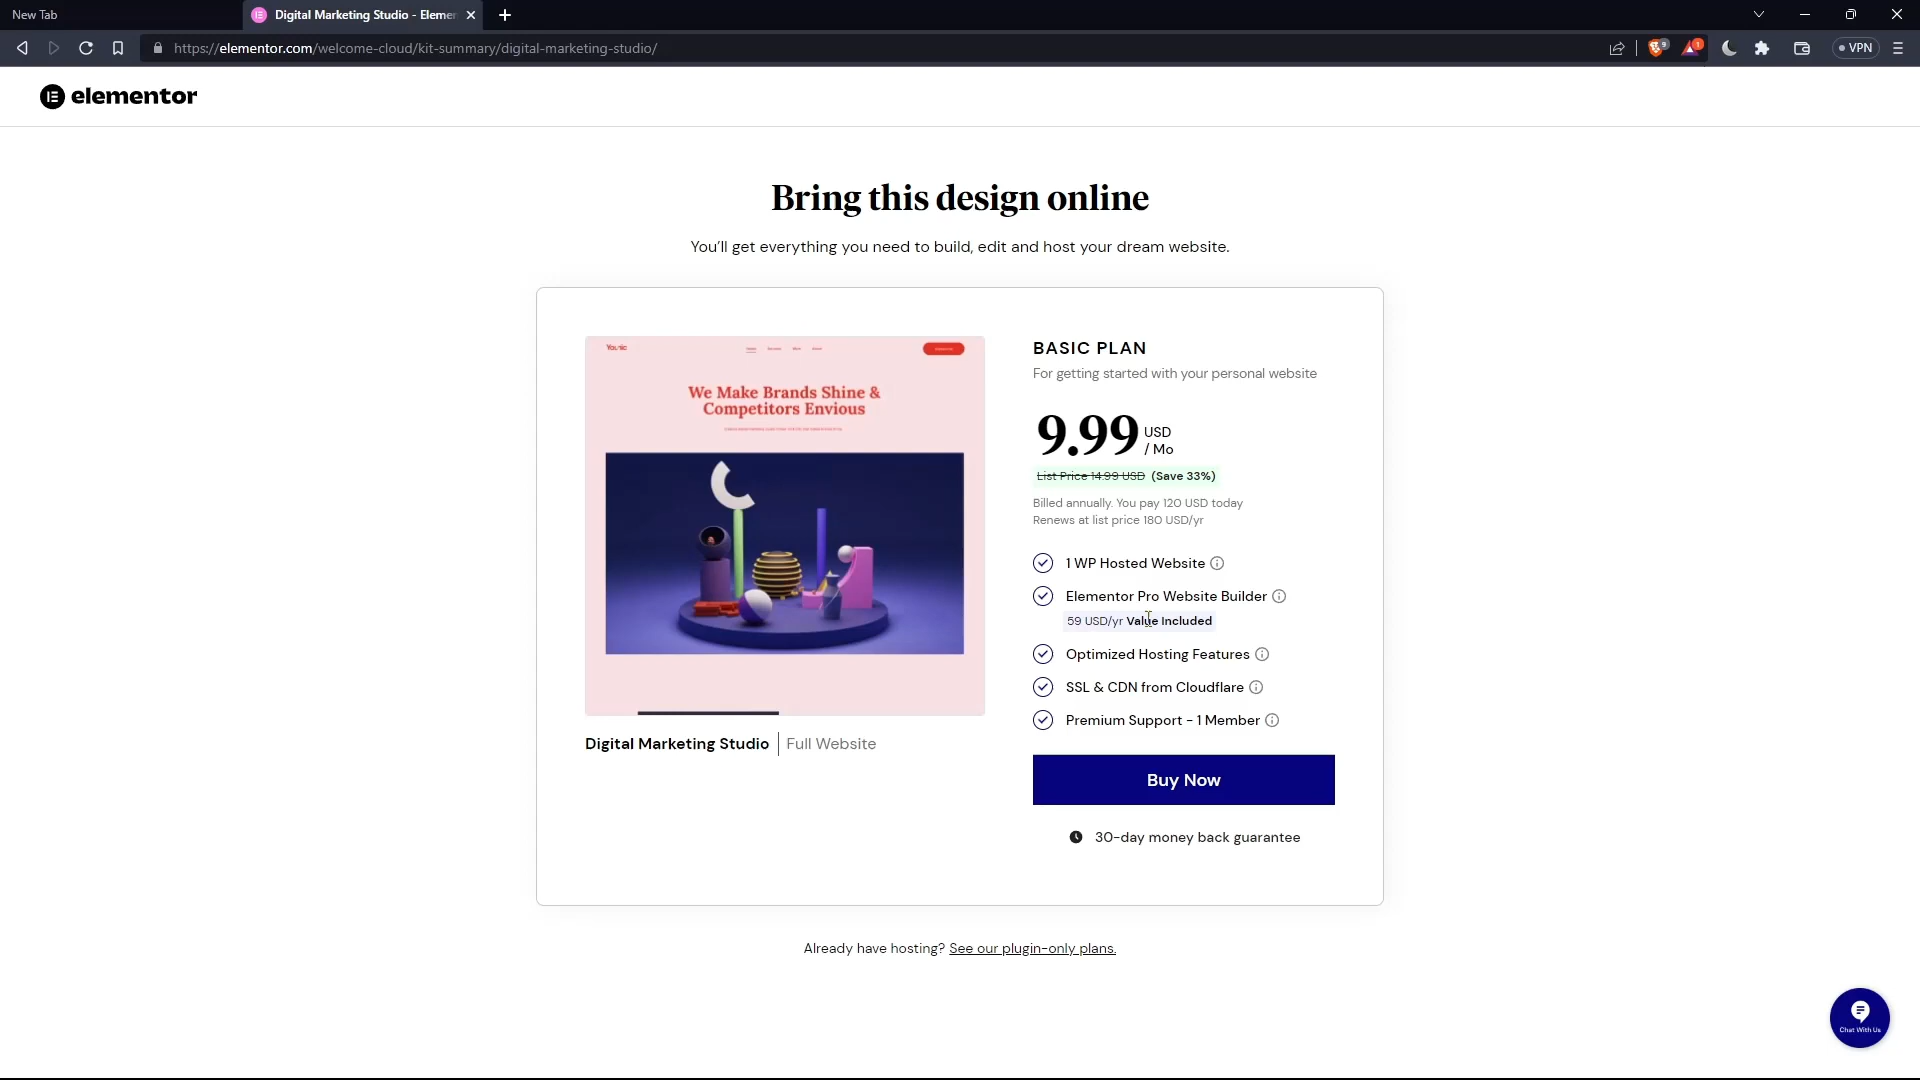 New Tab
Digital Marketing Studio - Elemen
https://elementor.com/welcome-cloud/kit-summary/digital-marketing-studio/
9
1
VPN
elementor
Bring this design online
You'll get everything you need to build, edit and host your dream website.
We Make Brands Shine &
Competitors Envious
Digital Marketing Studio | Full Website
BASIC PLAN
For getting started with your personal website
9.99 USD
/ Mo
List Price 14.99 USD (Save 33%)
Billed annually. You pay 120 USD today
Renews at list price 180 USD/yr
1 WP Hosted Website
Elementor Pro Website Builder
59 USD/yr Value Included
Optimized Hosting Features
SSL & CDN from Cloudflare
Premium Support - 1 Member
Buy Now
30-day money back guarantee
Already have hosting? See our plugin-only plans.
Chat With Us